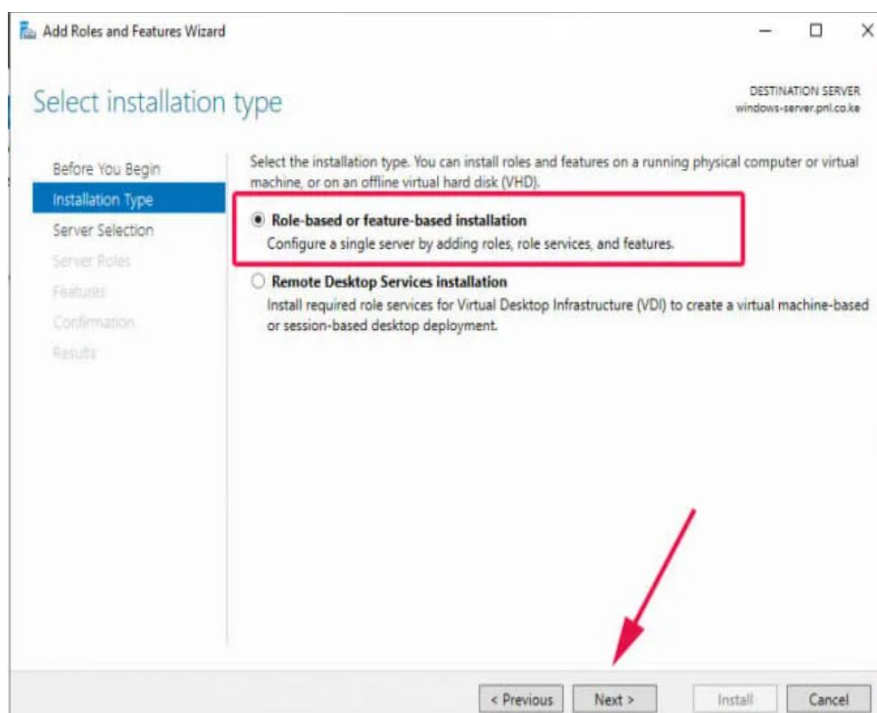 Add Roles and Features Wizard
Select installation type
DESTINATION SERVER
windows-server.pnl.co.ke
Before You Begin
Installation Type
Server Selection
Server Roles
Features
Confirmation
Results
Select the installation type. You can install roles and features on a running physical computer or virtual
machine, or on an offline virtual hard disk (VHD).
Role-based or feature-based installation
Configure a single server by adding roles, role services, and features.
Remote Desktop Services installation
Install required role services for Virtual Desktop Infrastructure (VDI) to create a virtual machine-based
or session-based desktop deployment.
< Previous
Next >
Install
Cancel